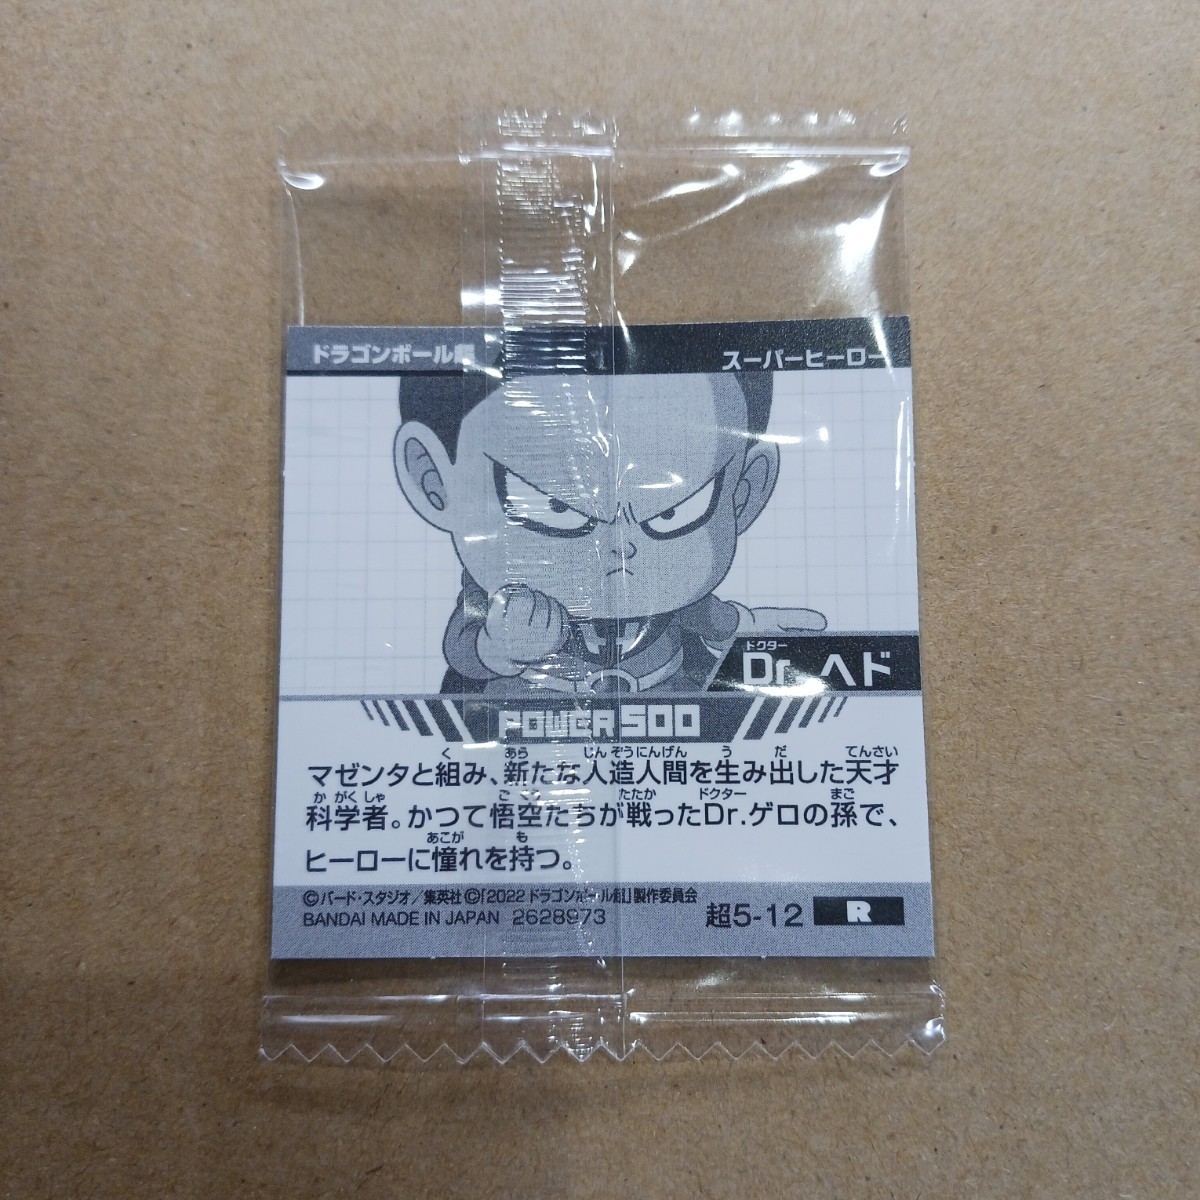 ドラゴンボール超
スーパーヒーロー
ドクター
Dr.ヘド
POWER 500
く あら じんぞうにんげん う だ てんさい
マゼンタと組み、新たな人造人間を生み出した天才
かがくしゃ ごくう たたか ドクター まご
科学者。かつて悟空たちが戦ったDr.ゲロの孫で、
あこが も
ヒーローに憧れを持つ。
©バード・スタジオ/集英社 ©「2022 ドラゴンボール超」製作委員会
BANDAI MADE IN JAPAN 2628973
超5-12 R